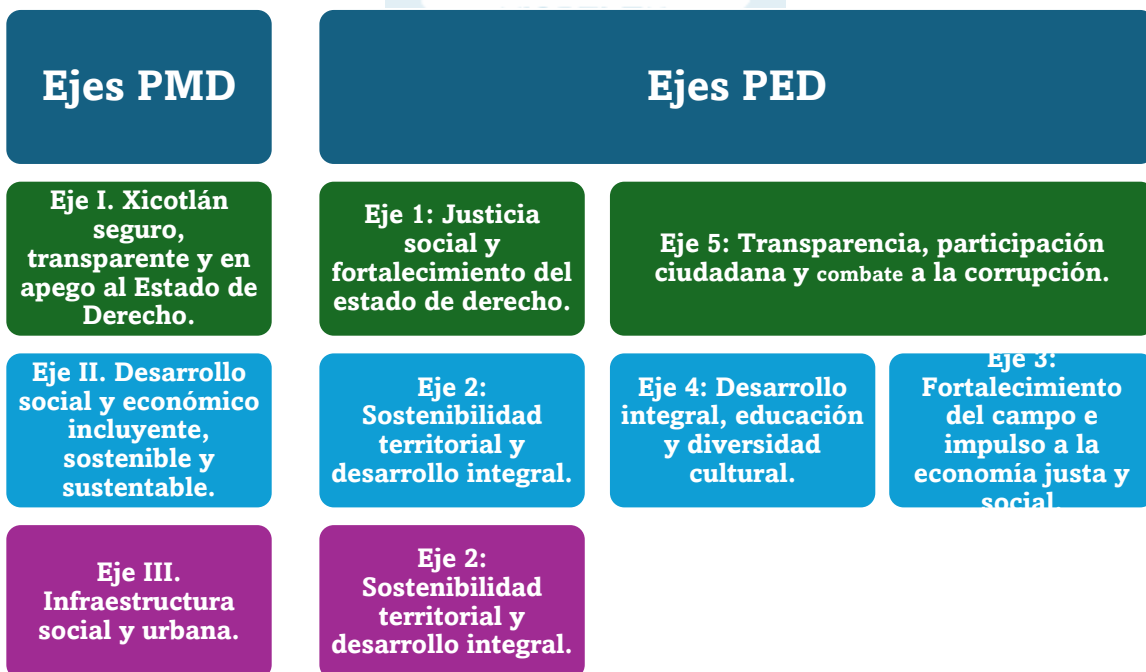 Ejes PMD
Ejes PED
Eje I. Xicotlán
seguro,
transparente y en
apego al Estado de
Derecho.
Eje 1: Justicia
social y
fortalecimiento del
estado de derecho.
Eje 5: Transparencia, participación
ciudadana y combate a la corrupción.
Eje II. Desarrollo
social y económico
incluyente,
sostenible y
sustentable.
Eje 2:
Sostenibilidad
territorial y
desarrollo integral.
Eje 4: Desarrollo
integral, educación
y diversidad
cultural.
Eje 3:
Fortalecimiento
del campo e
impulso a la
economía justa y
social.
Eje III.
Infraestructura
social y urbana.
Eje 2:
Sostenibilidad
territorial y
desarrollo integral.